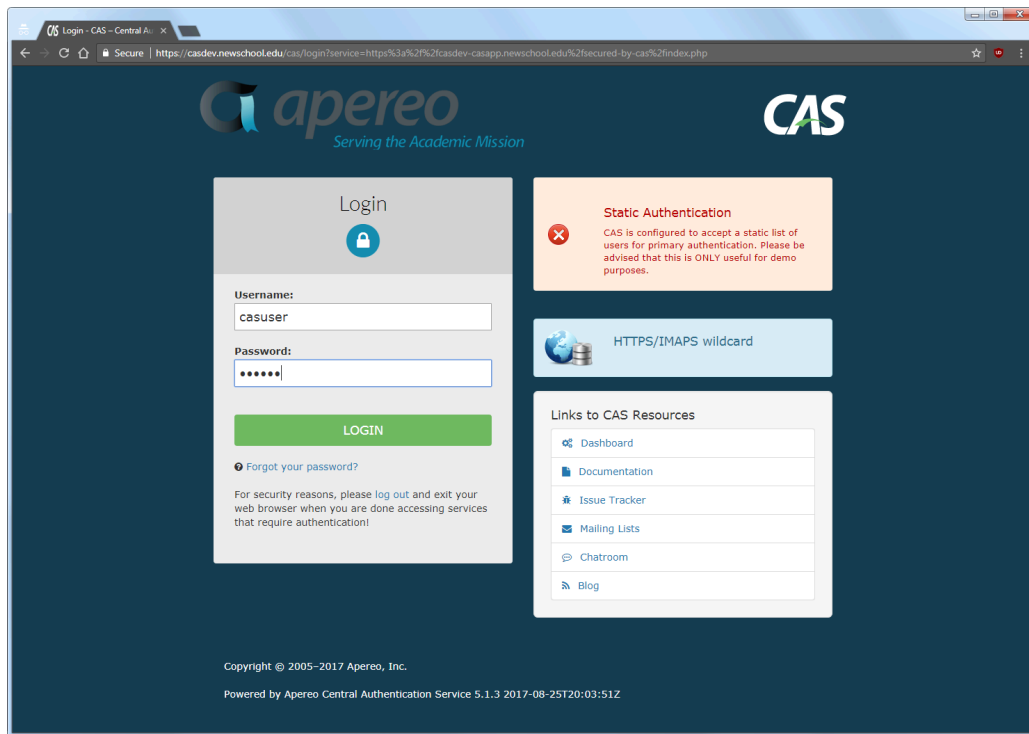 Login - CAS – Central Au
Secure | https://casdev.newschool.edu/cas/login?service=https%3a%2f%2fcasdev-casapp.newschool.edu%2fsecured-by-cas%2findex.php
apereo
Serving the Academic Mission
CAS
Login
Username:
casuser
Password:
••••••
LOGIN
Forgot your password?
For security reasons, please log out and exit your
web browser when you are done accessing services
that require authentication!
Static Authentication
CAS is configured to accept a static list of
users for primary authentication. Please be
advised that this is ONLY useful for demo
purposes.
HTTPS/IMAPS wildcard
Links to CAS Resources
Dashboard
Documentation
Issue Tracker
Mailing Lists
Chatroom
Blog
Copyright © 2005–2017 Apereo, Inc.
Powered by Apereo Central Authentication Service 5.1.3 2017-08-25T20:03:51Z